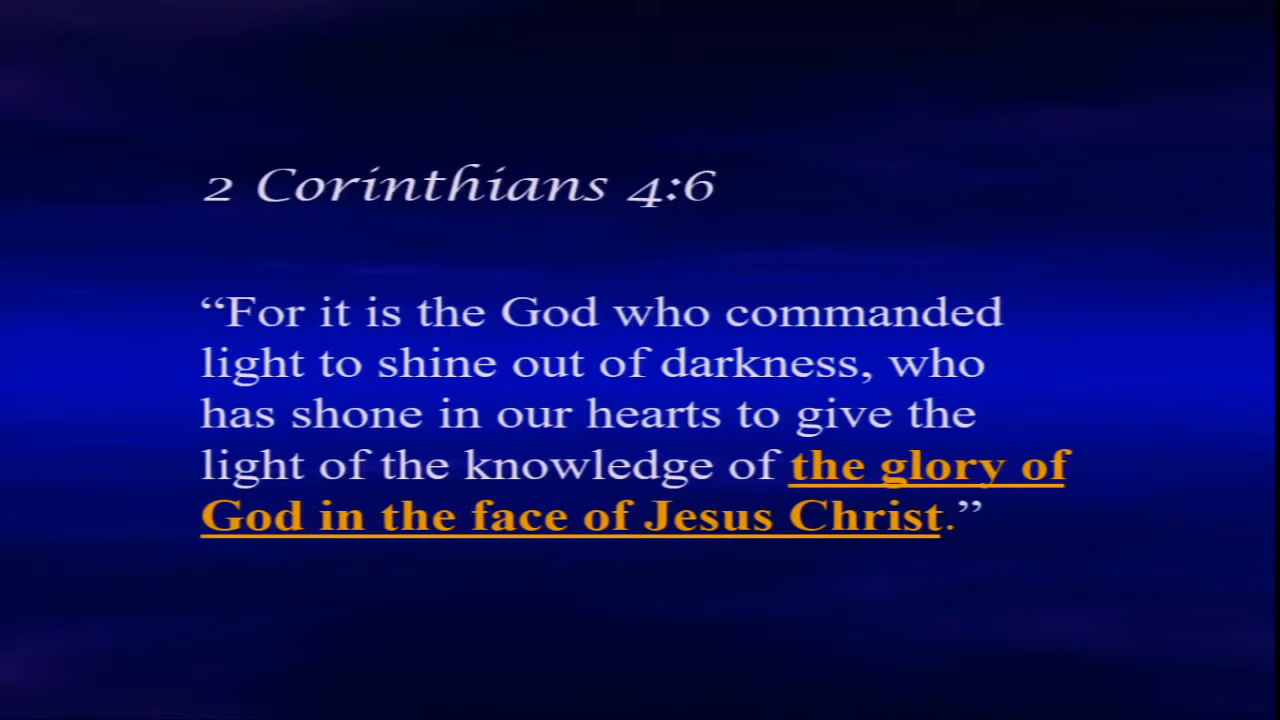 2 Corinthians 4:6
“For it is the God who commanded
light to shine out of darkness, who
has shone in our hearts to give the
light of the knowledge of the glory of
God in the face of Jesus Christ.”